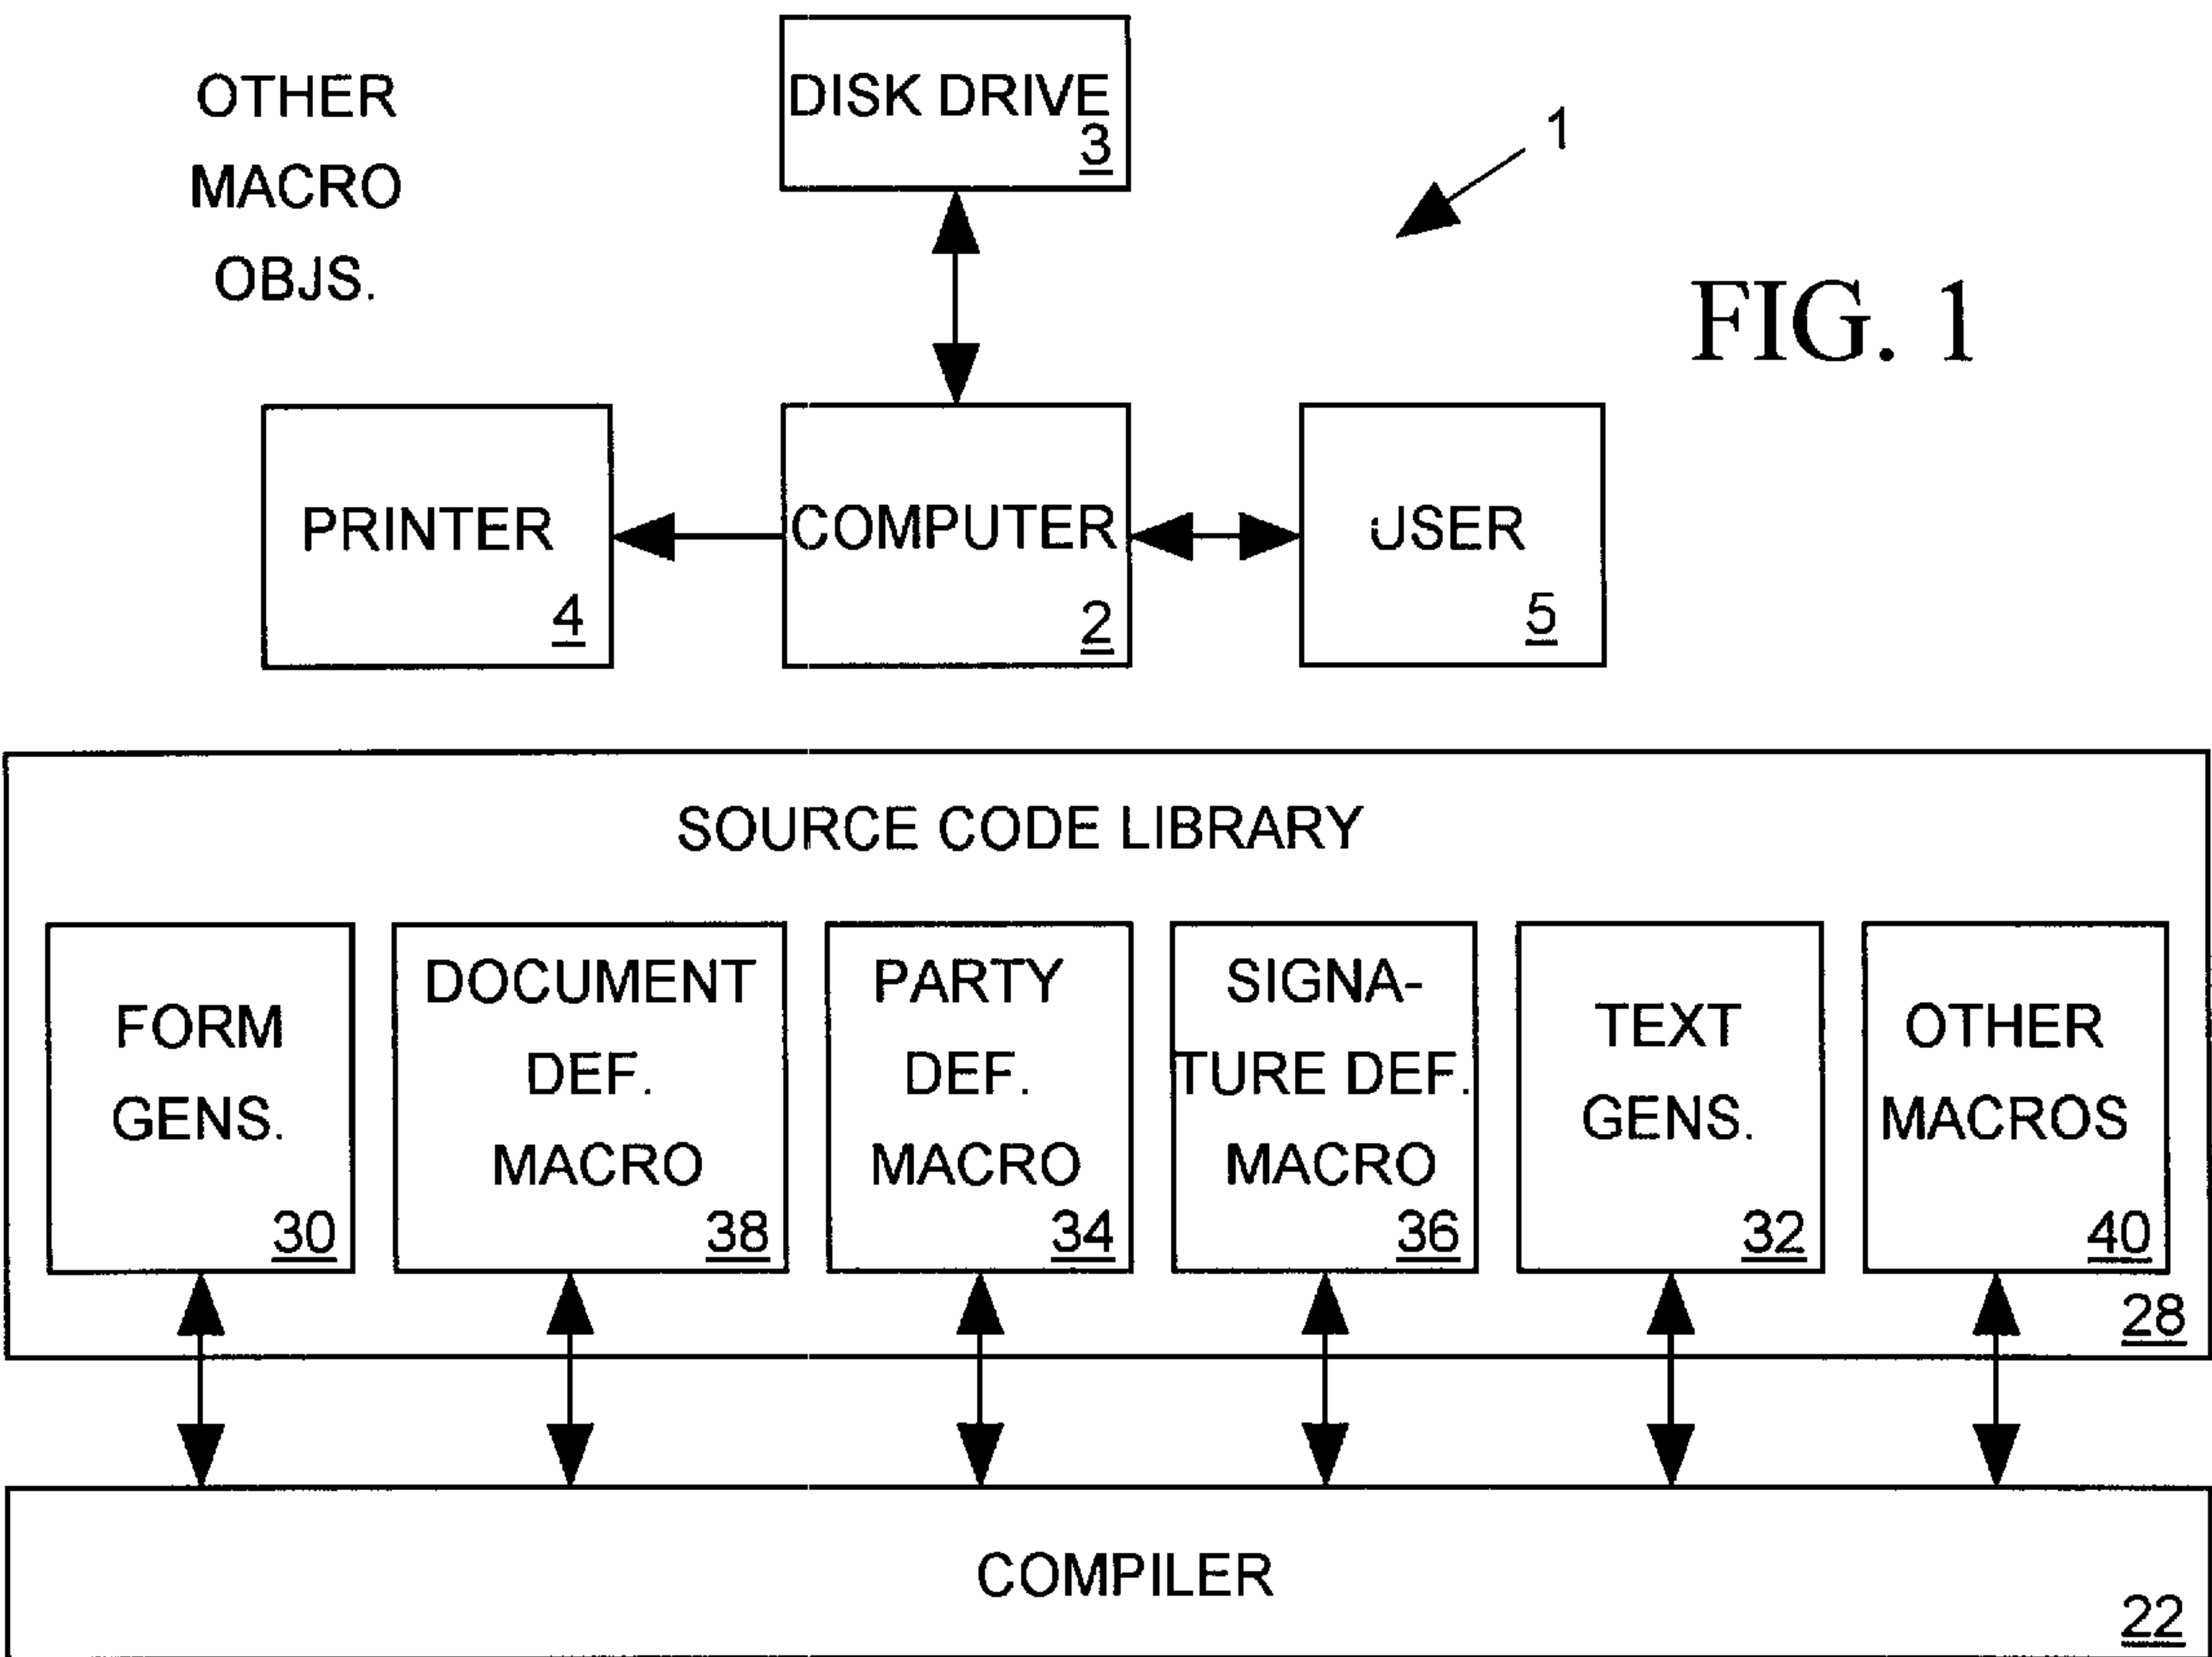 OTHER
MACRO
OBJS.
DISK DRIVE
3
1
FIG. 1
PRINTER
4
COMPUTER
2
USER
5
SOURCE CODE LIBRARY
FORM
GENS.
30
DOCUMENT
DEF.
MACRO
38
PARTY
DEF.
MACRO
34
SIGNA-
TURE DEF.
MACRO
36
TEXT
GENS.
32
OTHER
MACROS
40
28
COMPILER
22